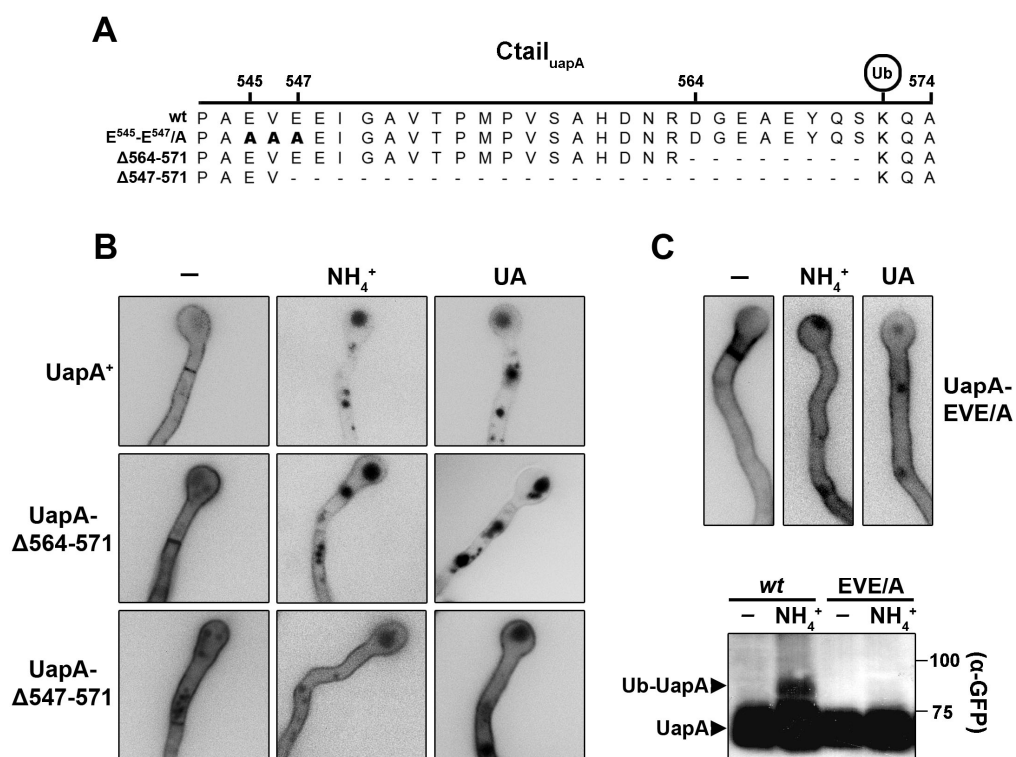 A
Ctail uapA
Ub
545 547 564 574
wt P A E V E E I G A V T P M P V S A H D N R D G E A E Y Q S K Q A
E⁵⁴⁵-E⁵⁴⁷/A P A A A A E I G A V T P M P V S A H D N R D G E A E Y Q S K Q A
Δ564-571 P A E V E E I G A V T P M P V S A H D N R - - - - - - - - K Q A
Δ547-571 P A E V - - - - - - - - - - - - - - - - - - - - - - - - - K Q A
B
– NH₄⁺ UA
UapA⁺
UapA-
Δ564-571
UapA-
Δ547-571
C
– NH₄⁺ UA
UapA-
EVE/A
wt EVE/A
– NH₄⁺ – NH₄⁺
Ub-UapA
UapA
100
75
(α-GFP)